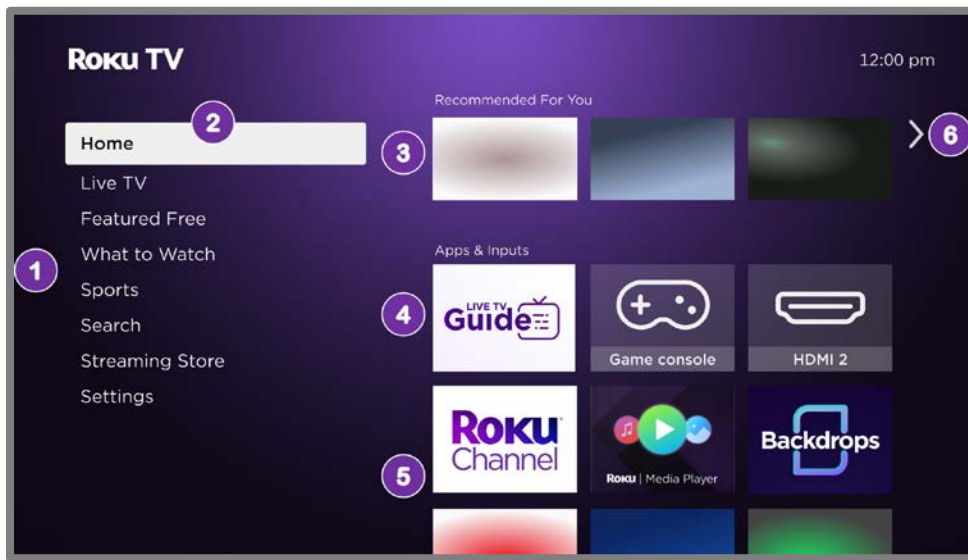 Roku TV
12:00 pm
Recommended For You
2
Home
3
6
Live TV
Featured Free
What to Watch
Apps & Inputs
1
Sports
Search
Streaming Store
Settings
4
LIVE TV
Guide
Game console
HDMI 2
Roku
Channel
Roku | Media Player
Backdrops
5